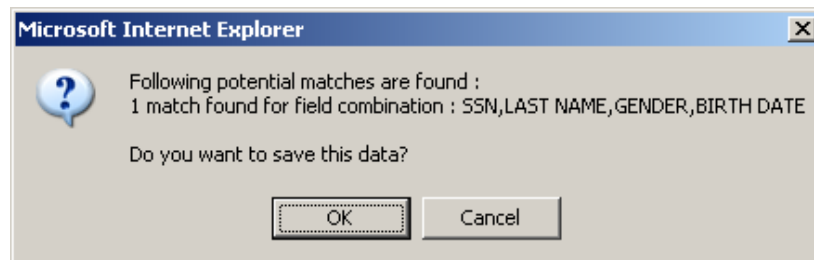 Microsoft Internet Explorer
Following potential matches are found :
1 match found for field combination : SSN,LAST NAME,GENDER,BIRTH DATE
Do you want to save this data?
OK Cancel